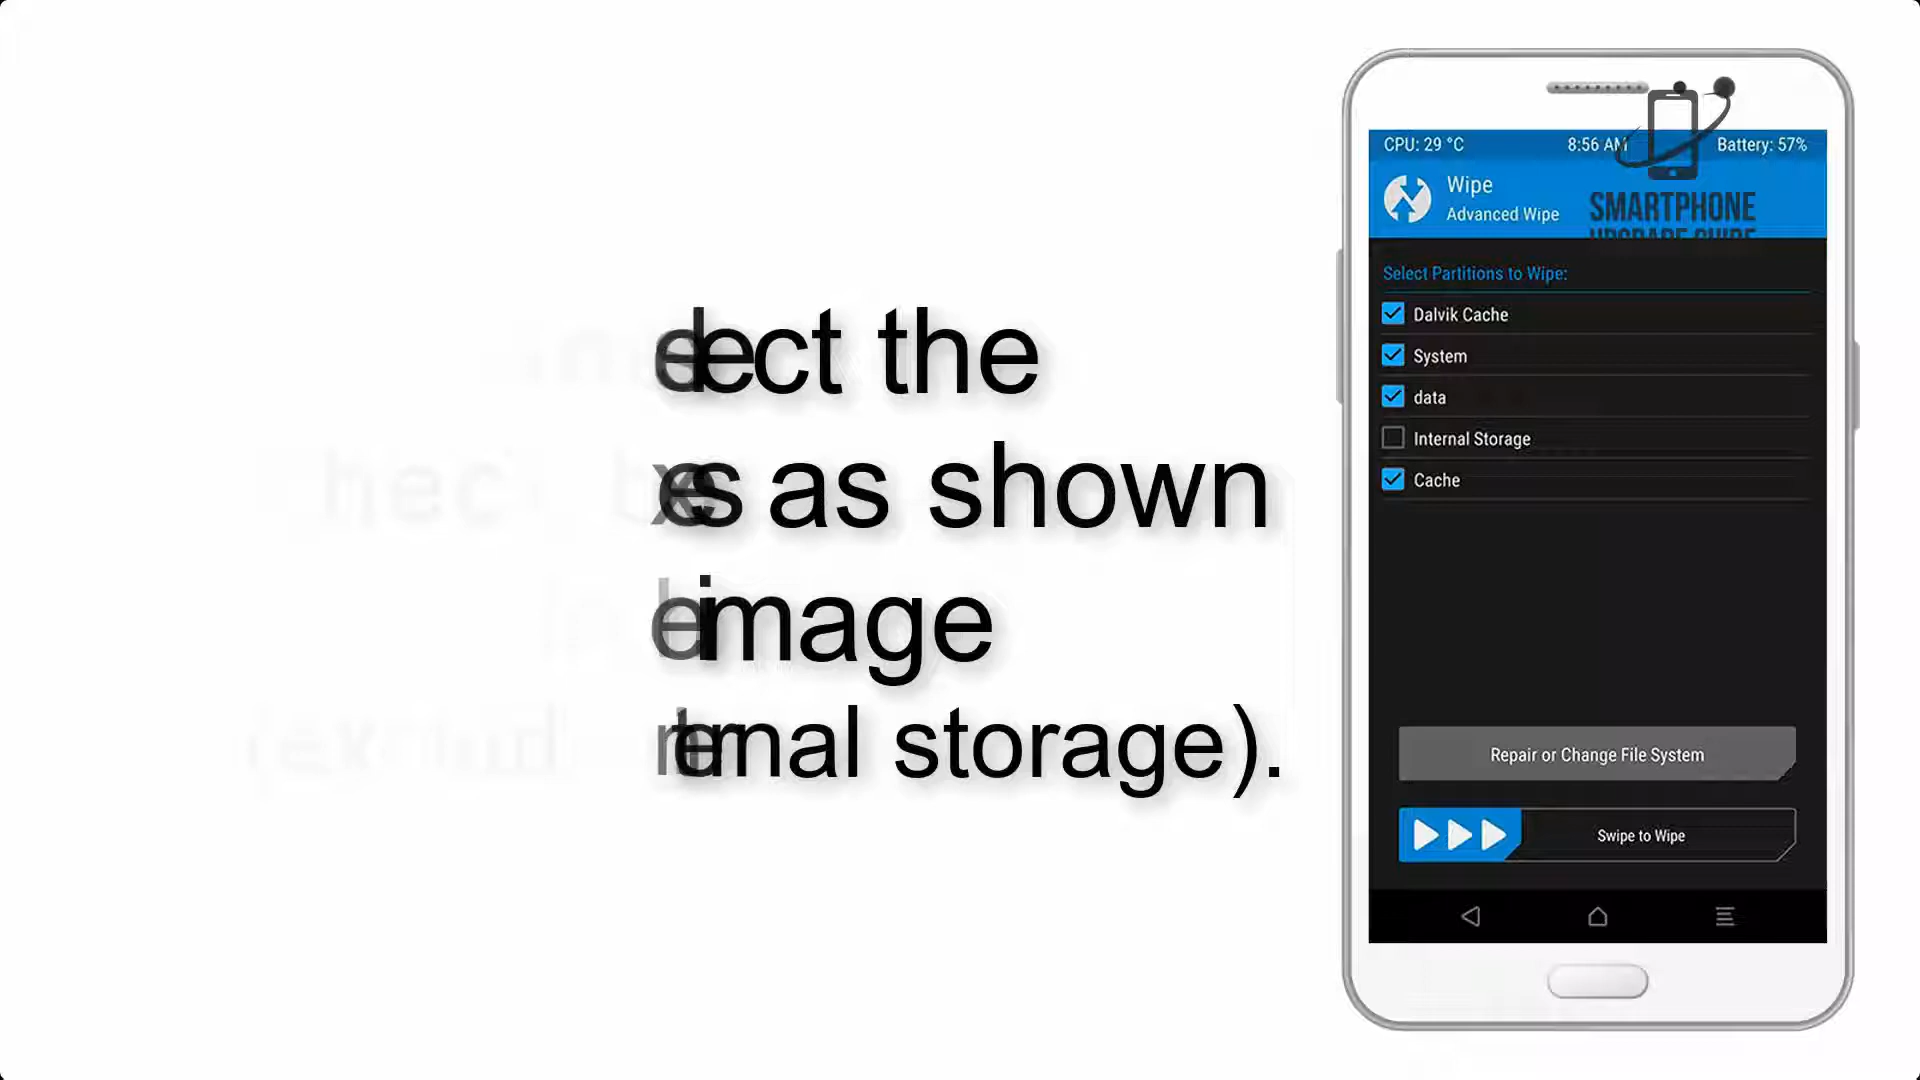 ect the
as shown
image
storage).
CPU: 29 °C
8:56 AM
Battery: 57%
Wipe
Advanced Wipe
SMARTPHONE
Select Partitions to Wipe:
Dalvik Cache
System
data
Internal Storage
Cache
Repair or Change File System
Swipe to Wipe